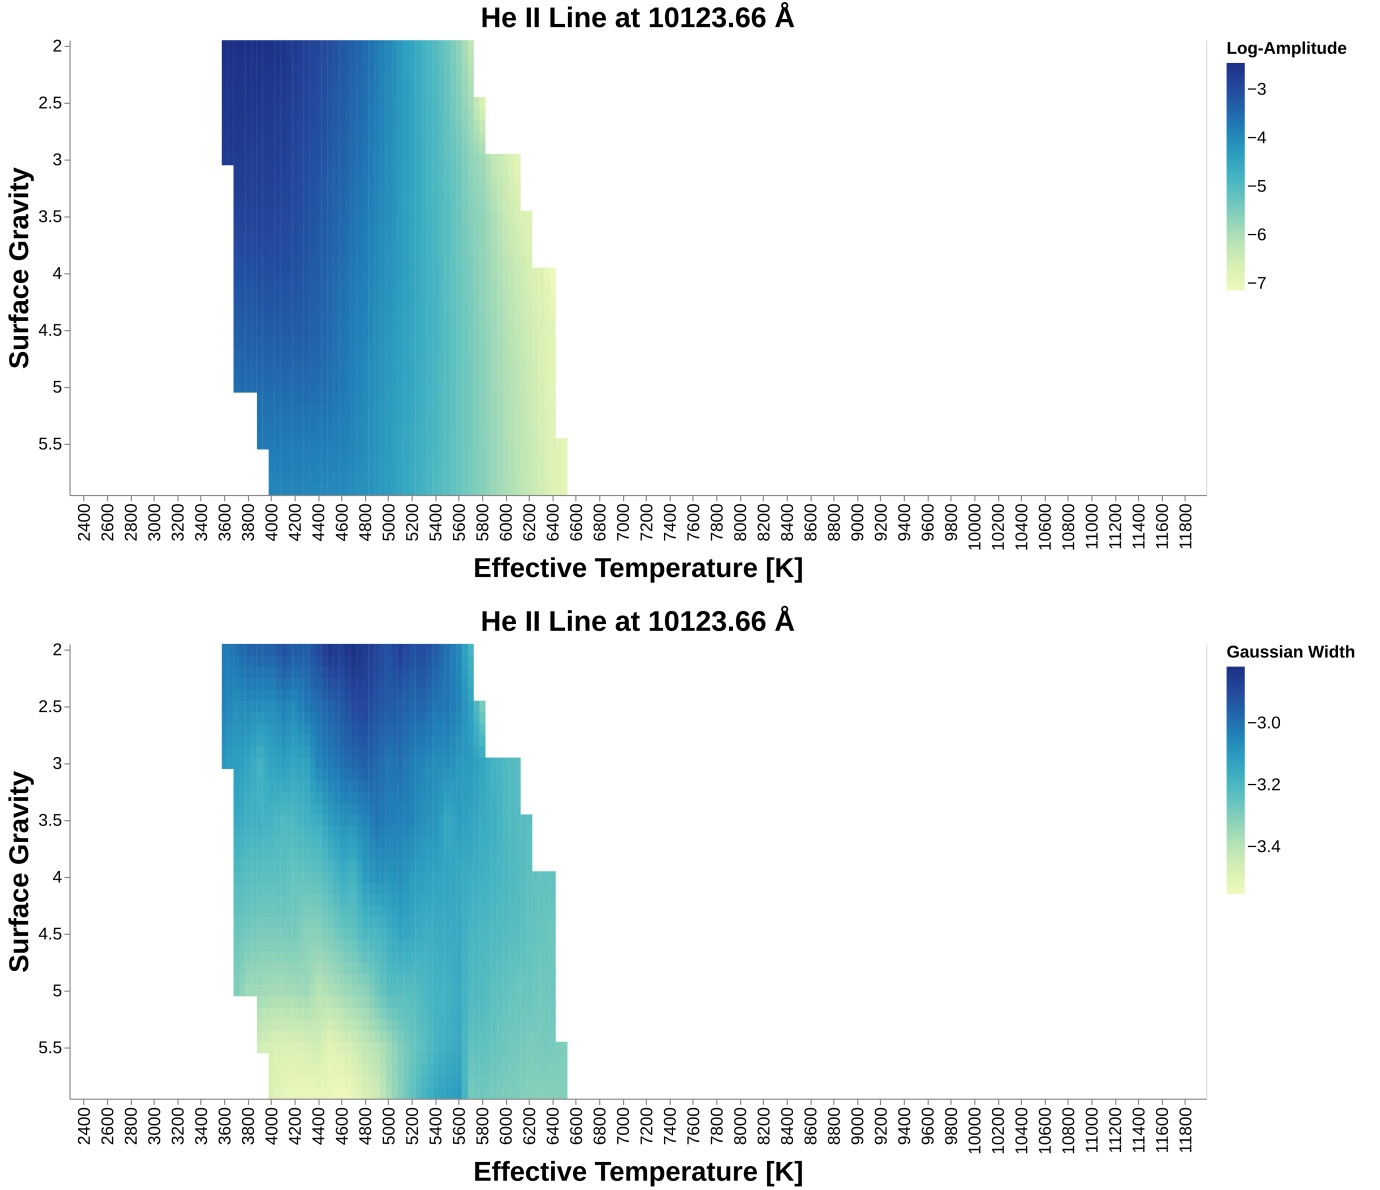 He II Line at 10123.66 Å
Log-Amplitude
−3
−4
−5
−6
−7
Surface Gravity
2
2.5
3
3.5
4
4.5
5
5.5
2400 2600 2800 3000 3200 3400 3600 3800 4000 4200 4400 4600 4800 5000 5200 5400 5600 5800 6000 6200 6400 6600 6800 7000 7200 7400 7600 7800 8000 8200 8400 8600 8800 9000 9200 9400 9600 9800 10000 10200 10400 10600 10800 11000 11200 11400 11600 11800
Effective Temperature [K]
He II Line at 10123.66 Å
Gaussian Width
−3.0
−3.2
−3.4
Surface Gravity
2
2.5
3
3.5
4
4.5
5
5.5
2400 2600 2800 3000 3200 3400 3600 3800 4000 4200 4400 4600 4800 5000 5200 5400 5600 5800 6000 6200 6400 6600 6800 7000 7200 7400 7600 7800 8000 8200 8400 8600 8800 9000 9200 9400 9600 9800 10000 10200 10400 10600 10800 11000 11200 11400 11600 11800
Effective Temperature [K]